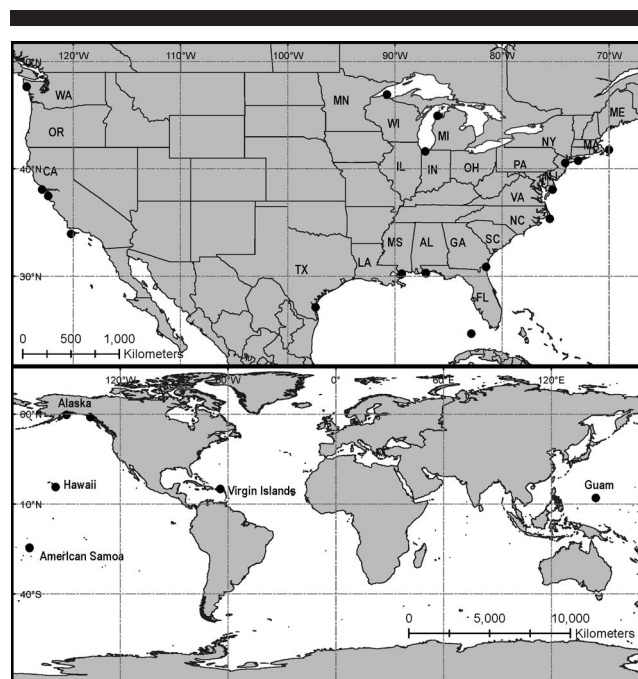 120°W 110°W 100°W 90°W 80°W 70°W
WA MN ME
OR WI MI NY MA
40°N CA IL IN OH PA NJ
VA
NC
MS AL GA SC
30°N TX LA FL
0 500 1,000
Kilometers
120°W 60°W 0° 60°E 120°E
Alaska
60°N
Hawaii Virgin Islands Guam
10°N
American Samoa
40°S
0 5,000 10,000
Kilometers